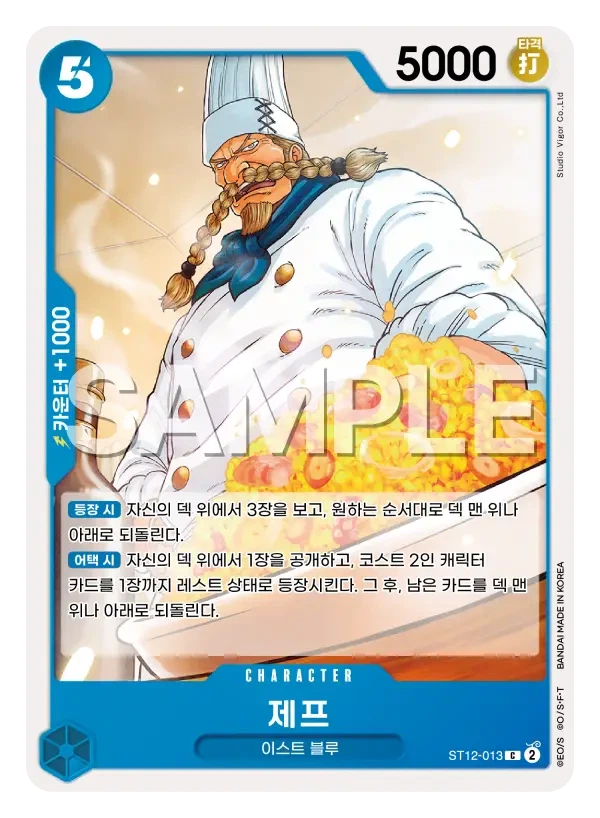 5
5000
타격
打
Studio Vigor Co.,Ltd
카운터 +1000
SAMPLE
등장 시 자신의 덱 위에서 3장을 보고, 원하는 순서대로 덱 맨 위나
아래로 되돌린다.
어택 시 자신의 덱 위에서 1장을 공개하고, 코스트 2인 캐릭터
카드를 1장까지 레스트 상태로 등장시킨다. 그 후, 남은 카드를 덱 맨
위나 아래로 되돌린다.
©EO/S ©O/S·F·T BANDAI MADE IN KOREA
CHARACTER
제프
이스트 블루
ST12-013 C 2